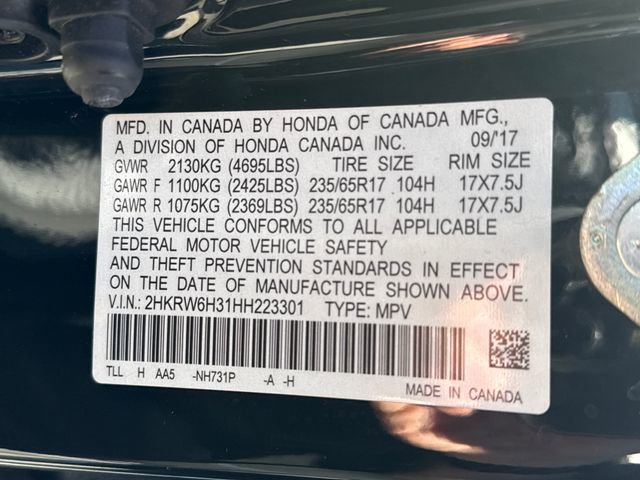 MFD. IN CANADA BY HONDA OF CANADA MFG.,
A DIVISION OF HONDA CANADA INC. 09/'17
GVWR 2130KG (4695LBS) TIRE SIZE RIM SIZE
GAWR F 1100KG (2425LBS) 235/65R17 104H 17X7.5J
GAWR R 1075KG (2369LBS) 235/65R17 104H 17X7.5J
THIS VEHICLE CONFORMS TO ALL APPLICABLE
FEDERAL MOTOR VEHICLE SAFETY
AND THEFT PREVENTION STANDARDS IN EFFECT
ON THE DATE OF MANUFACTURE SHOWN ABOVE.
V.I.N.: 2HKRW6H31HH223301 TYPE: MPV
TLL H AA5 -NH731P -A -H
MADE IN CANADA